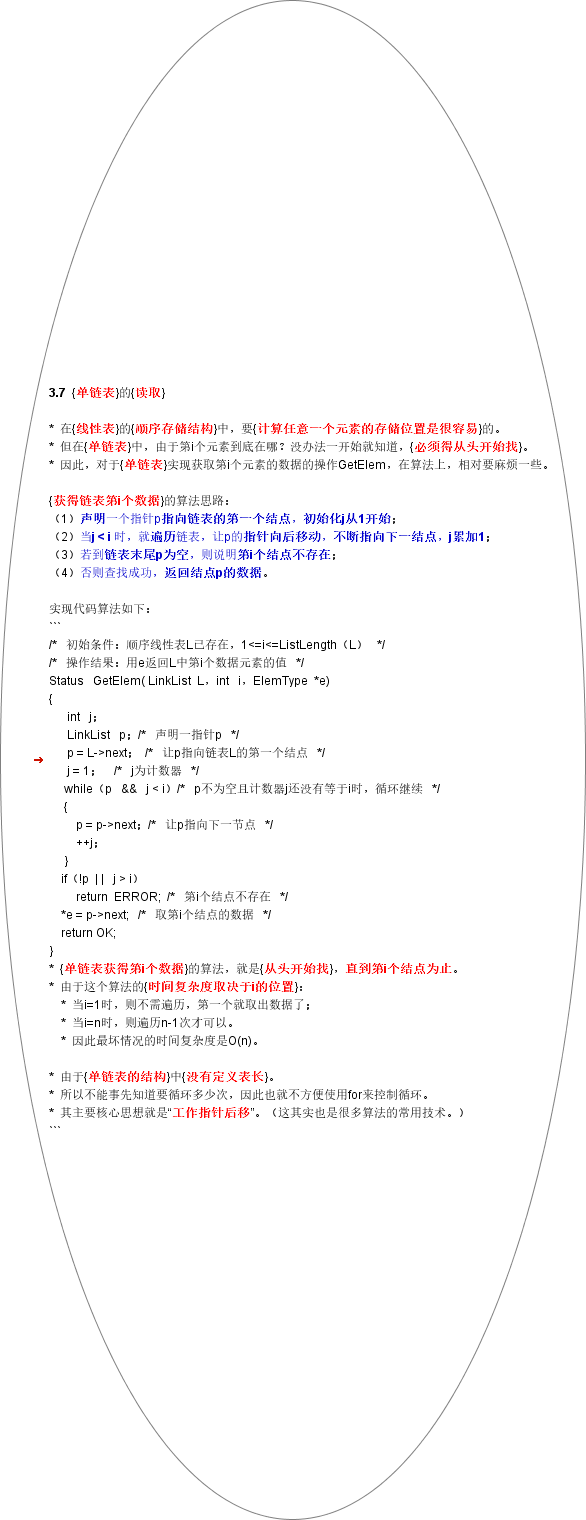 3.7 {单链表}的{读取}
* 在{线性表}的{顺序存储结构}中，要{计算任意一个元素的存储位置是很容易}的。
* 但在{单链表}中，由于第i个元素到底在哪？没办法一开始就知道，{必须得从头开始找}。
* 因此，对于{单链表}实现获取第i个元素的数据的操作GetElem，在算法上，相对要麻烦一些。
{获得链表第i个数据}的算法思路：
（1）声明一个指针p指向链表的第一个结点，初始化j从1开始；
（2）当j < i 时，就遍历链表，让p的指针向后移动，不断指向下一结点，j累加1；
（3）若到链表末尾p为空，则说明第i个结点不存在；
（4）否则查找成功，返回结点p的数据。
实现代码算法如下：
```
/* 初始条件：顺序线性表L已存在，1<=i<=ListLength（L） */
/* 操作结果：用e返回L中第i个数据元素的值 */
Status GetElem( LinkList L，int i，ElemType *e)
{
int j；
LinkList p；/* 声明一指针p */
p = L->next； /* 让p指向链表L的第一个结点 */
➔ j = 1； /* j为计数器 */
while（p && j < i）/* p不为空且计数器j还没有等于i时，循环继续 */
{
p = p->next；/* 让p指向下一节点 */
++j；
}
if（!p | | j > i）
return ERROR; /* 第i个结点不存在 */
*e = p->next; /* 取第i个结点的数据 */
return OK;
}
* {单链表获得第i个数据}的算法，就是{从头开始找}，直到第i个结点为止。
* 由于这个算法的{时间复杂度取决于i的位置}：
* 当i=1时，则不需遍历，第一个就取出数据了；
* 当i=n时，则遍历n-1次才可以。
* 因此最坏情况的时间复杂度是O(n)。
* 由于{单链表的结构}中{没有定义表长}。
* 所以不能事先知道要循环多少次，因此也就不方便使用for来控制循环。
* 其主要核心思想就是“工作指针后移”。（这其实也是很多算法的常用技术。）
```